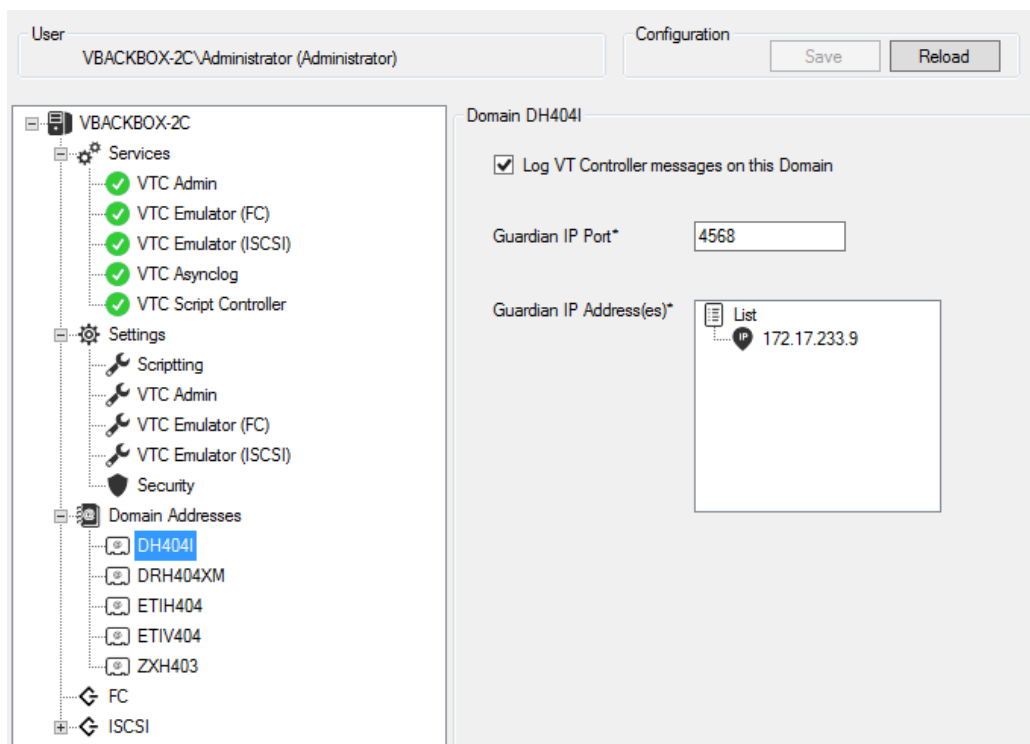 User
VBACKBOX-2C\Administrator (Administrator)
Configuration
Save
Reload
VBACKBOX-2C
Services
VTC Admin
VTC Emulator (FC)
VTC Emulator (ISCSI)
VTC Asynclog
VTC Script Controller
Settings
Scriptting
VTC Admin
VTC Emulator (FC)
VTC Emulator (ISCSI)
Security
Domain Addresses
DH404I
DRH404XM
ETIH404
ETIV404
ZXH403
FC
ISCSI
Domain DH404I
Log VT Controller messages on this Domain
Guardian IP Port* 4568
Guardian IP Address(es)* List
IP 172.17.233.9